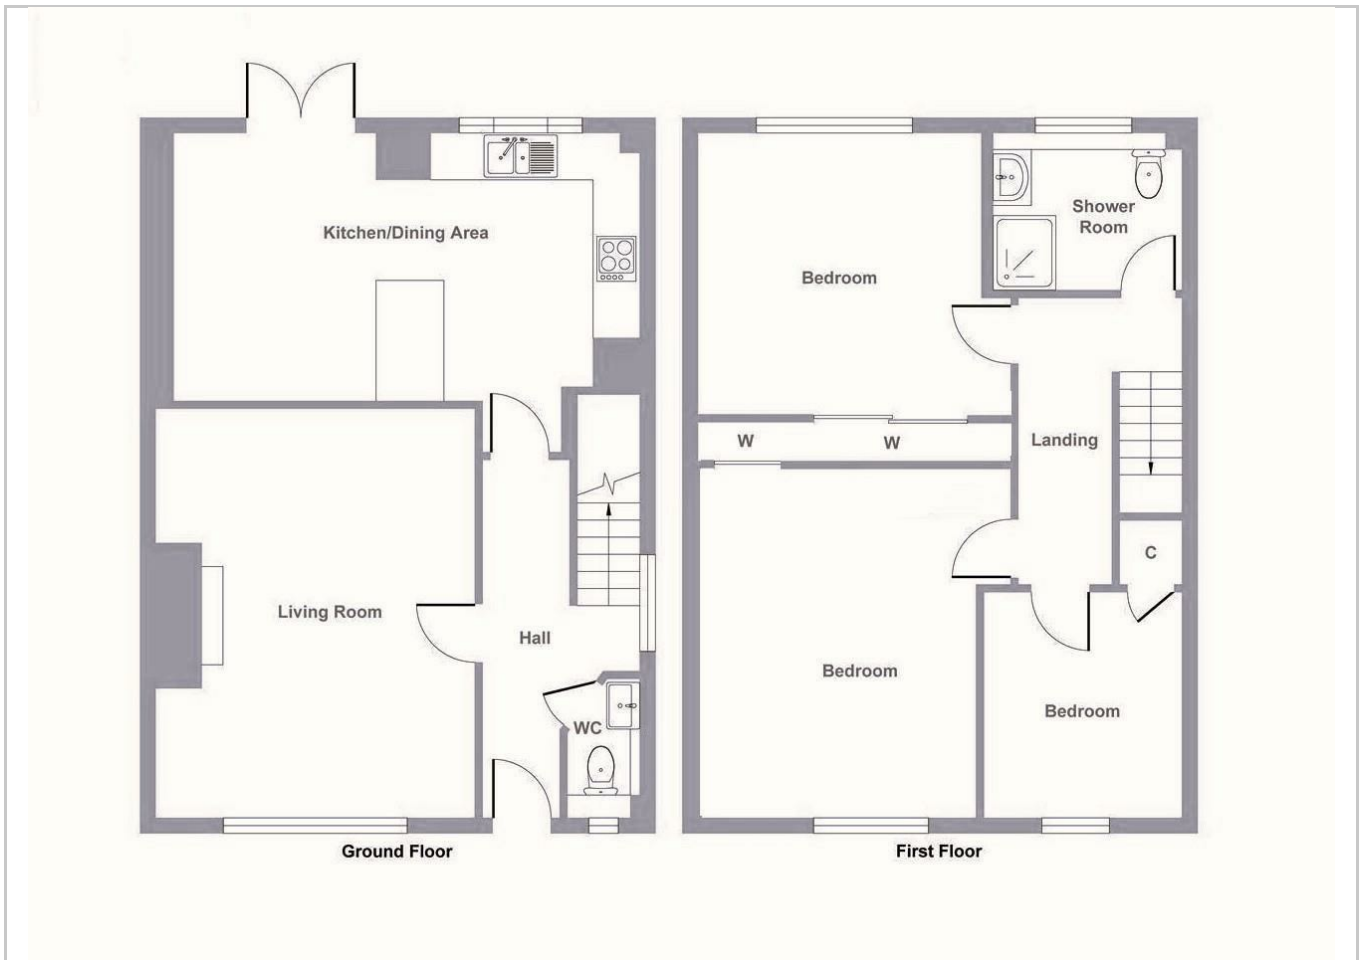 Kitchen/Dining Area
Living Room
Hall
WC
Ground Floor
Shower
Room
Bedroom
W
W
Landing
C
Bedroom
Bedroom
First Floor